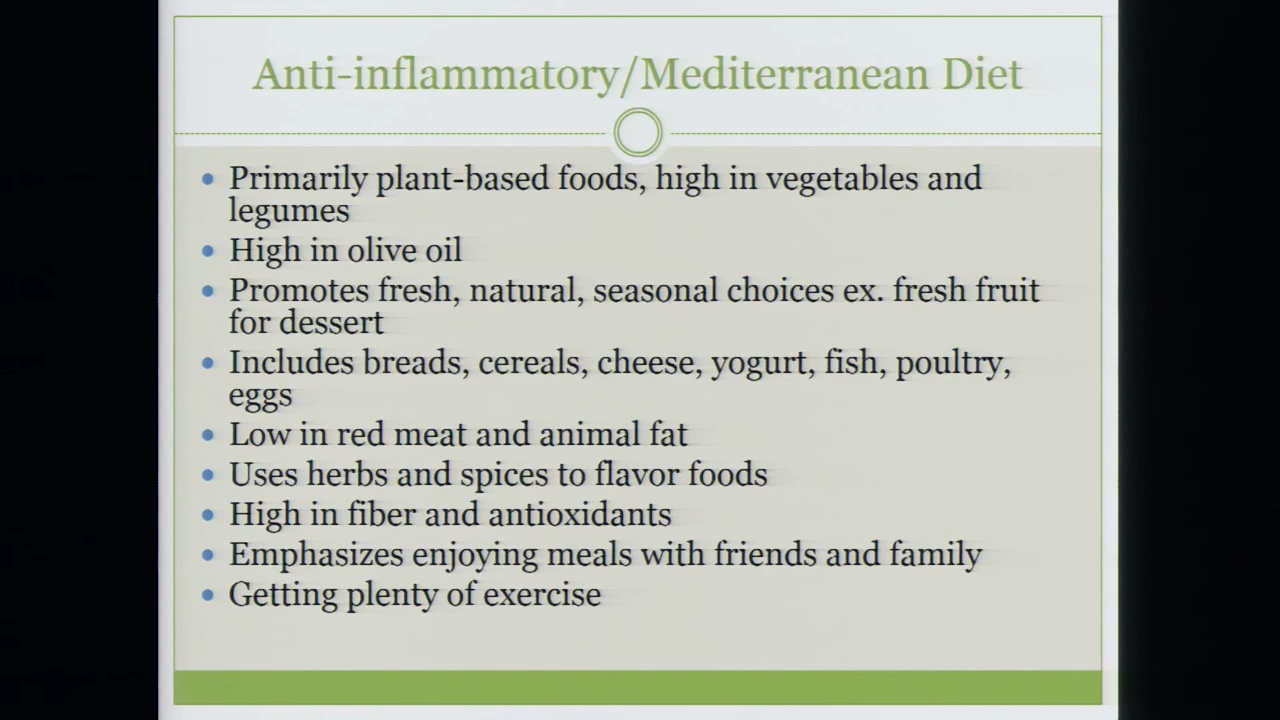 Anti-inflammatory/Mediterranean Diet
• Primarily plant-based foods, high in vegetables and
legumes
• High in olive oil
• Promotes fresh, natural, seasonal choices ex. fresh fruit
for dessert
• Includes breads, cereals, cheese, yogurt, fish, poultry,
eggs
• Low in red meat and animal fat
• Uses herbs and spices to flavor foods
• High in fiber and antioxidants
• Emphasizes enjoying meals with friends and family
• Getting plenty of exercise